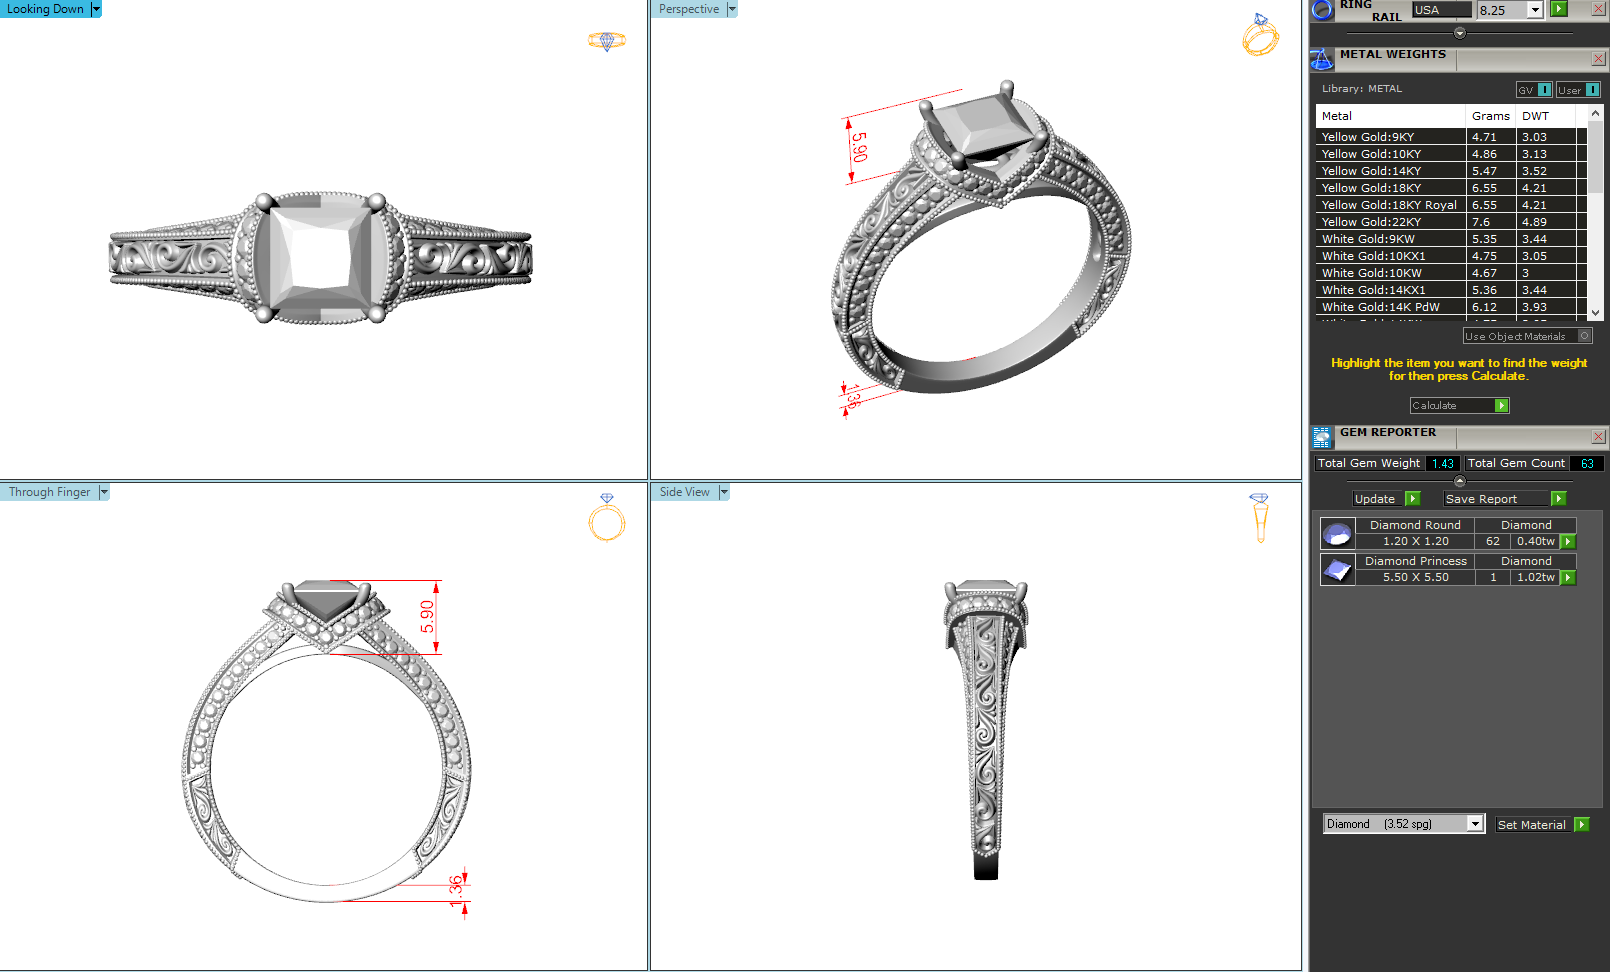 Looking Down
Perspective
5.90
1.36
Through Finger
5.90
1.36
Side View
RING RAIL USA 8.25
METAL WEIGHTS
Library: METAL GV I User I
Metal Grams DWT
Yellow Gold:9KY 4.71 3.03
Yellow Gold:10KY 4.86 3.13
Yellow Gold:14KY 5.47 3.52
Yellow Gold:18KY 6.55 4.21
Yellow Gold:18KY Royal 6.55 4.21
Yellow Gold:22KY 7.6 4.89
White Gold:9KW 5.35 3.44
White Gold:10KX1 4.75 3.05
White Gold:10KW 4.67 3
White Gold:14KX1 5.36 3.44
White Gold:14K PdW 6.12 3.93
Use Object Materials O
Highlight the item you want to find the weight
for then press Calculate.
Calculate
GEM REPORTER
Total Gem Weight 1.43 Total Gem Count 63
Update Save Report
Diamond Round Diamond
1.20 X 1.20 62 0.40tw
Diamond Princess Diamond
5.50 X 5.50 1 1.02tw
Diamond (3.52 spg) Set Material